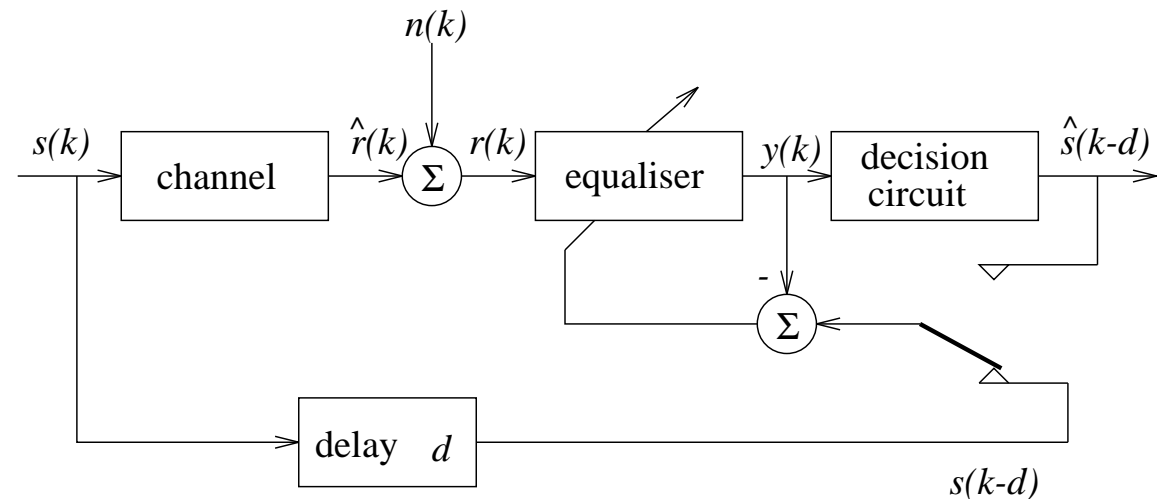 n(k)
s(k)
channel
r̂(k)
Σ
r(k)
equaliser
y(k)
decision
circuit
ŝ(k-d)
-
Σ
delay d
s(k-d)